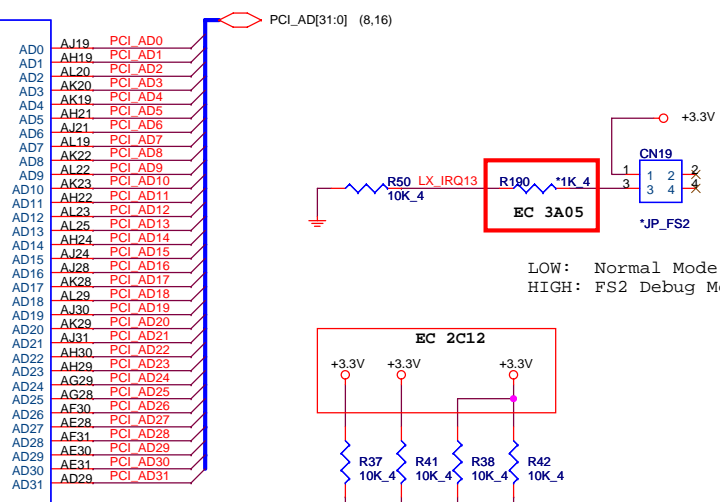 PCI_AD[31:0] (8,16)
AD0 AJ19 PCI_AD0
AD1 AH19 PCI_AD1
AD2 AL20 PCI_AD2
AD3 AK20 PCI_AD3
AD4 AK19 PCI_AD4
AD5 AH21 PCI_AD5
AD6 AJ21 PCI_AD6
AD7 AL19 PCI_AD7
AD8 AK22 PCI_AD8
AD9 AL22 PCI_AD9
AD10 AK23 PCI_AD10
AD11 AH22 PCI_AD11
AD12 AL23 PCI_AD12
AD13 AL25 PCI_AD13
AD14 AH24 PCI_AD14
AD15 AJ24 PCI_AD15
AD16 AJ28 PCI_AD16
AD17 AK28 PCI_AD17
AD18 AL29 PCI_AD18
AD19 AJ30 PCI_AD19
AD20 AK29 PCI_AD20
AD21 AJ31 PCI_AD21
AD22 AH30 PCI_AD22
AD23 AH29 PCI_AD23
AD24 AG29 PCI_AD24
AD25 AG28 PCI_AD25
AD26 AF30 PCI_AD26
AD27 AE28 PCI_AD27
AD28 AF31 PCI_AD28
AD29 AE30 PCI_AD29
AD30 AE31 PCI_AD30
AD31 AD29 PCI_AD31
+3.3V
CN19
1 1 2 2
3 3 4 4
*JP_FS2
R50 LX_IRQ13 R190 *1K_4
10K_4
EC 3A05
LOW: Normal Mode
HIGH: FS2 Debug Mo
EC 2C12
+3.3V +3.3V +3.3V
R37 R41 R38 R42
10K_4 10K_4 10K_4 10K_4